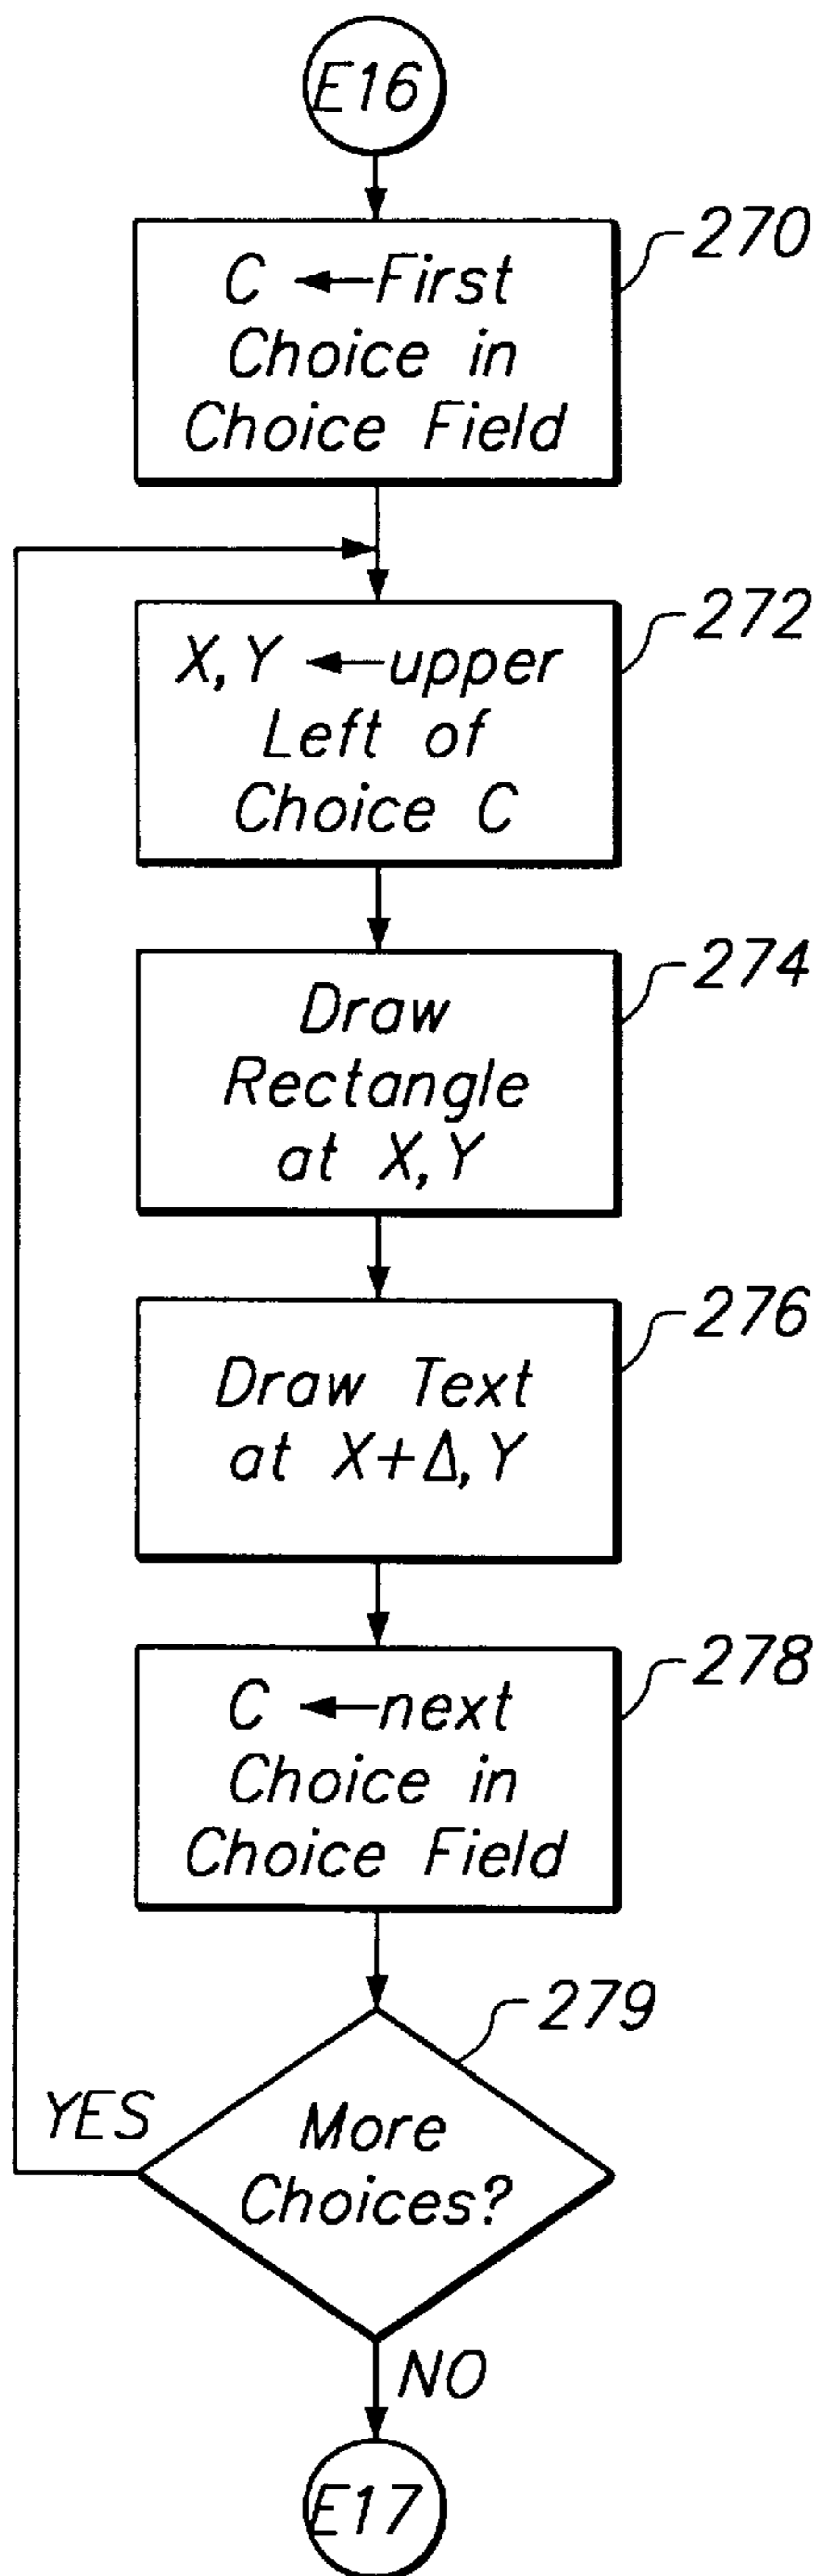 E16
270
C ←First
Choice in
Choice Field
272
X, Y ←upper
Left of
Choice C
274
Draw
Rectangle
at X, Y
276
Draw Text
at X+Δ, Y
278
C ←next
Choice in
Choice Field
279
YES
More
Choices?
NO
E17